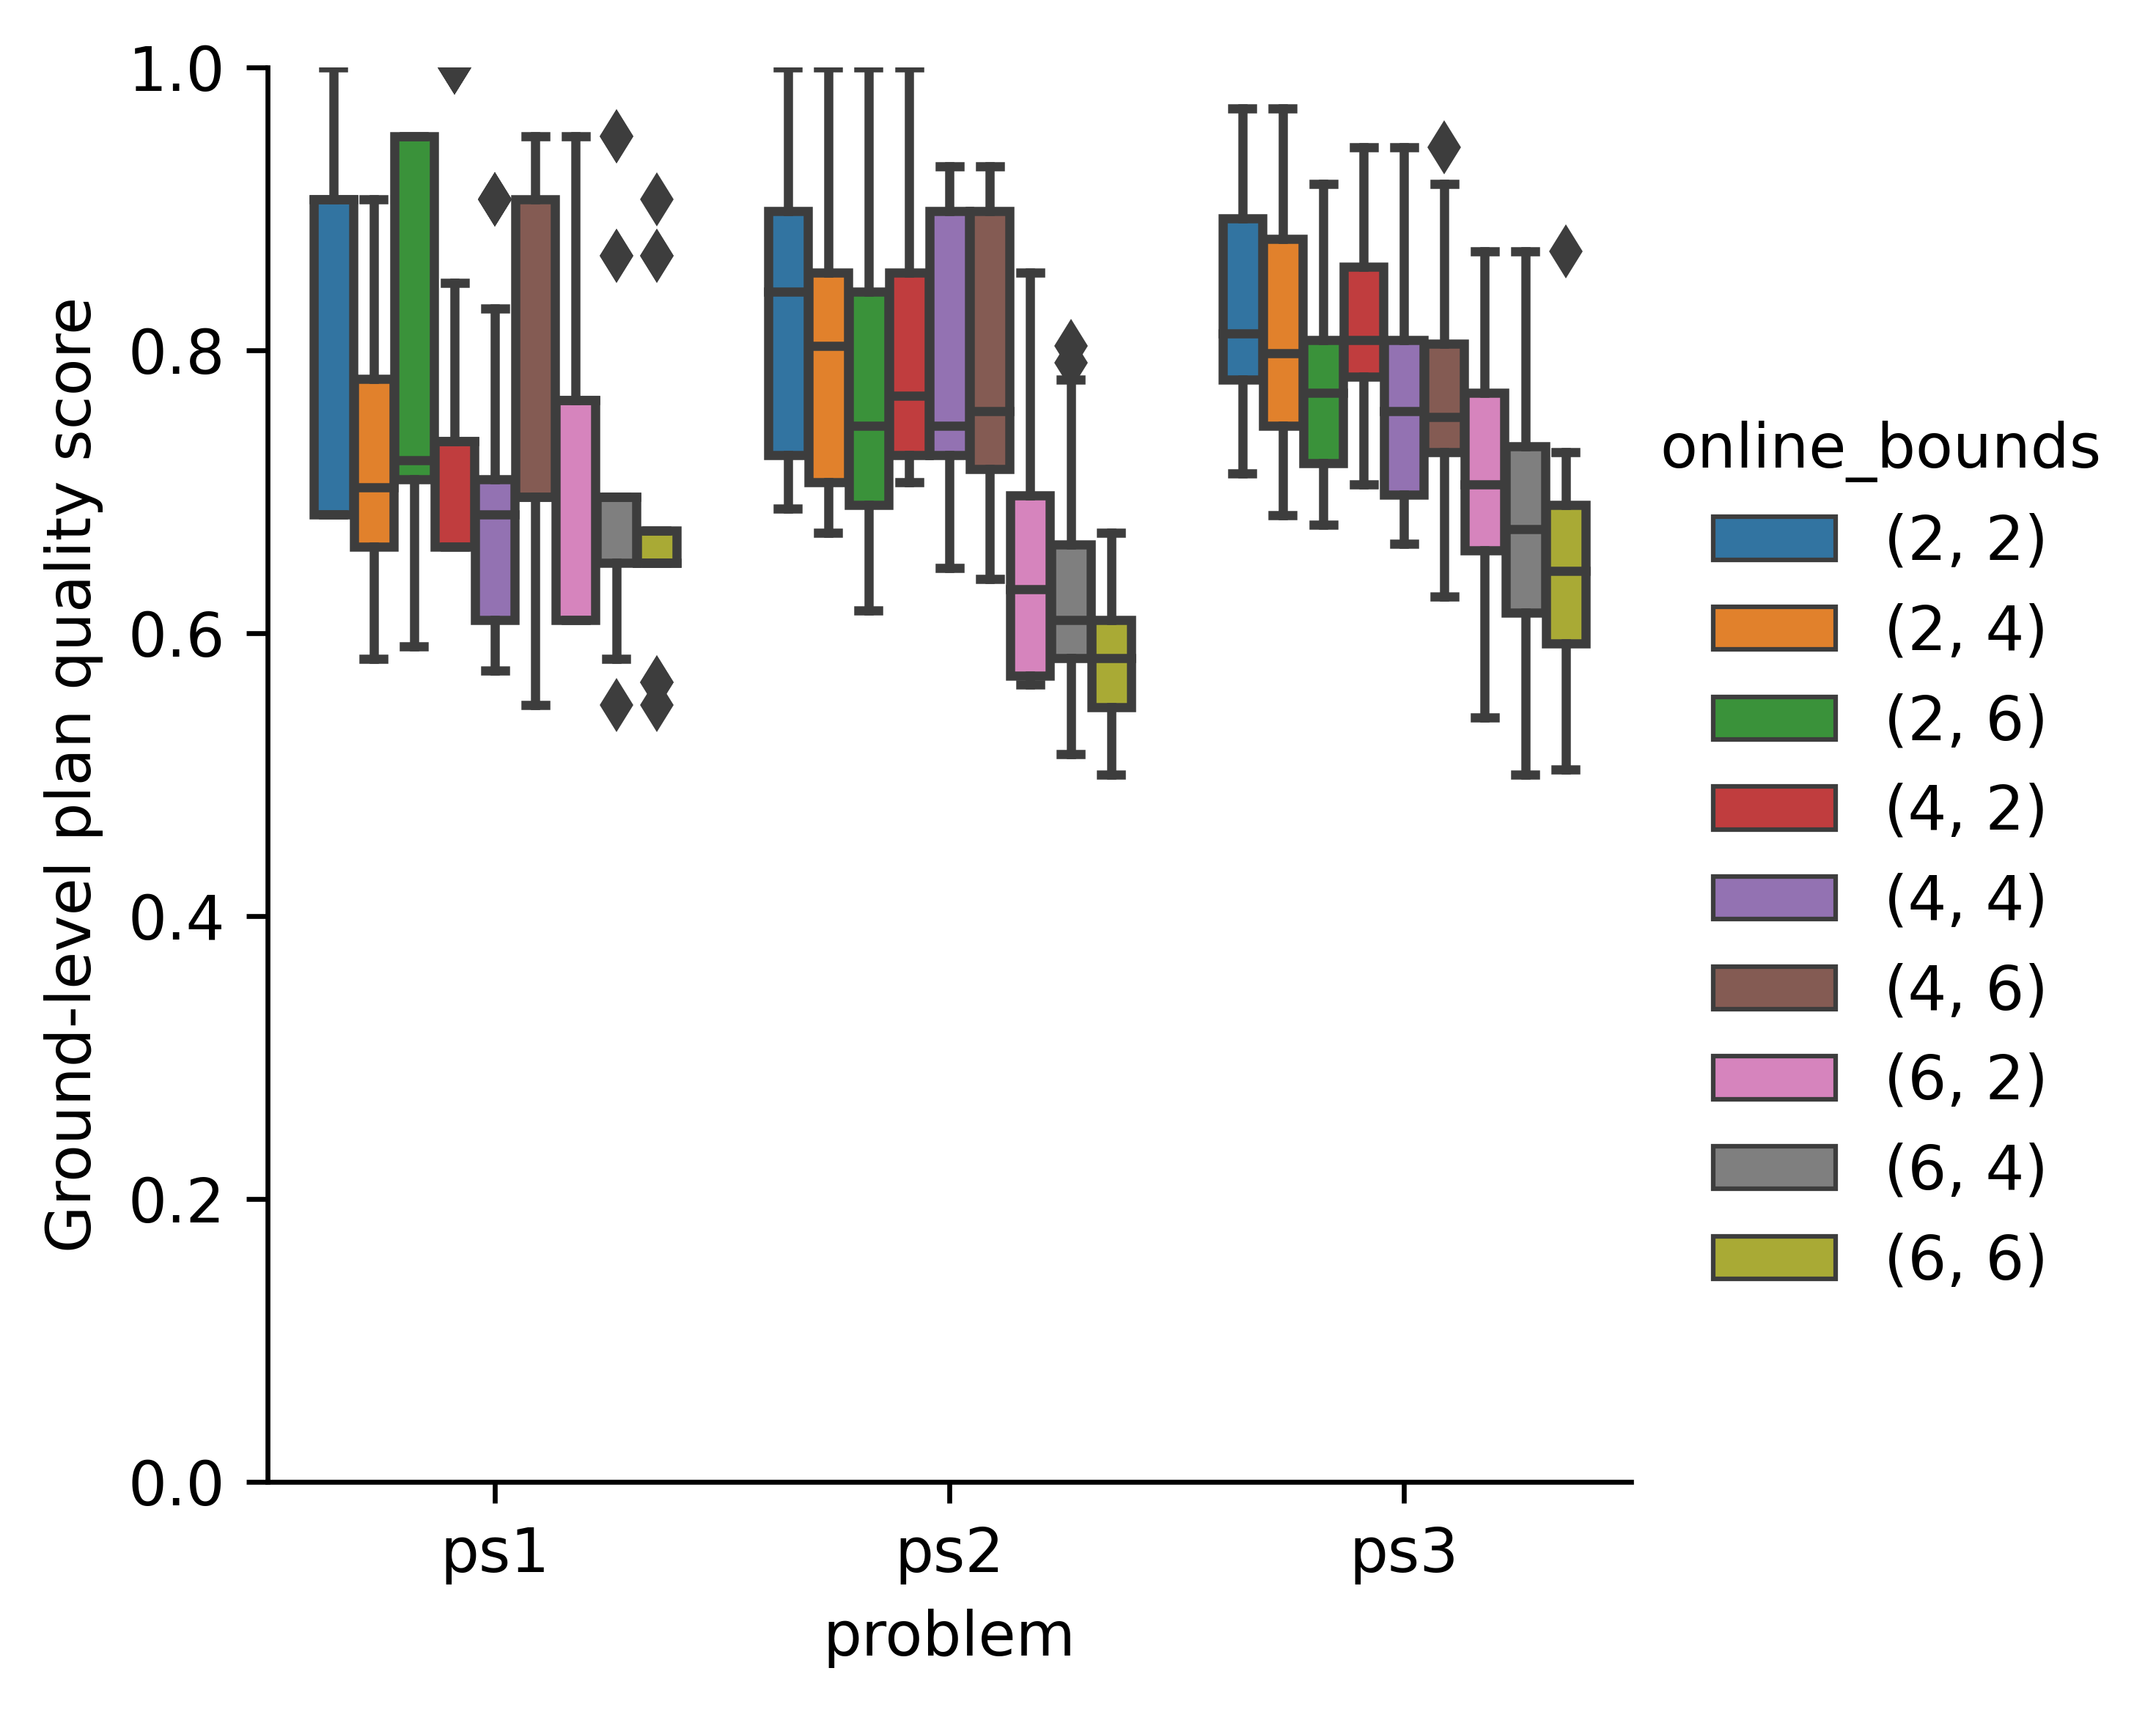 Ground-level plan quality score
1.0
0.8
0.6
0.4
0.2
0.0
ps1
ps2
ps3
problem
online_bounds
(2, 2)
(2, 4)
(2, 6)
(4, 2)
(4, 4)
(4, 6)
(6, 2)
(6, 4)
(6, 6)